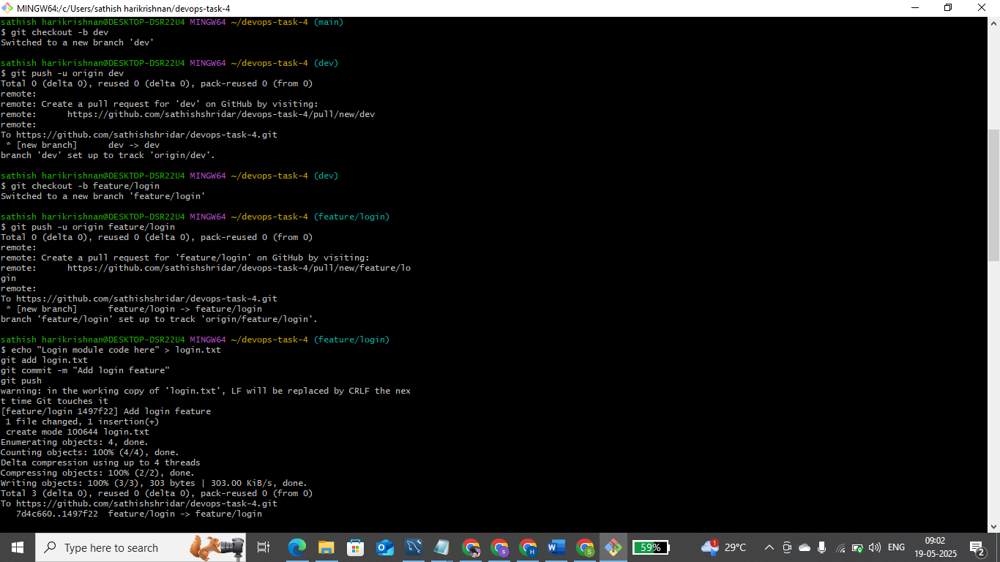 MINGW64:/c/Users/sathish harikrishnan/devops-task-4
sathish harikrishnan@DESKTOP-DSR22U4 MINGW64 ~/devops-task-4 (main)
$ git checkout -b dev
Switched to a new branch 'dev'
sathish harikrishnan@DESKTOP-DSR22U4 MINGW64 ~/devops-task-4 (dev)
$ git push -u origin dev
Total 0 (delta 0), reused 0 (delta 0), pack-reused 0 (from 0)
remote:
remote: Create a pull request for 'dev' on GitHub by visiting:
remote:      https://github.com/sathishshridar/devops-task-4/pull/new/dev
remote:
To https://github.com/sathishshridar/devops-task-4.git
 * [new branch]      dev -> dev
branch 'dev' set up to track 'origin/dev'.
sathish harikrishnan@DESKTOP-DSR22U4 MINGW64 ~/devops-task-4 (dev)
$ git checkout -b feature/login
Switched to a new branch 'feature/login'
sathish harikrishnan@DESKTOP-DSR22U4 MINGW64 ~/devops-task-4 (feature/login)
$ git push -u origin feature/login
Total 0 (delta 0), reused 0 (delta 0), pack-reused 0 (from 0)
remote:
remote: Create a pull request for 'feature/login' on GitHub by visiting:
remote:      https://github.com/sathishshridar/devops-task-4/pull/new/feature/lo
gin
remote:
To https://github.com/sathishshridar/devops-task-4.git
 * [new branch]      feature/login -> feature/login
branch 'feature/login' set up to track 'origin/feature/login'.
sathish harikrishnan@DESKTOP-DSR22U4 MINGW64 ~/devops-task-4 (feature/login)
$ echo "Login module code here" > login.txt
git add login.txt
git commit -m "Add login feature"
git push
warning: in the working copy of 'login.txt', LF will be replaced by CRLF the nex
t time Git touches it
[feature/login 1497f22] Add login feature
 1 file changed, 1 insertion(+)
 create mode 100644 login.txt
Enumerating objects: 4, done.
Counting objects: 100% (4/4), done.
Delta compression using up to 4 threads
Compressing objects: 100% (2/2), done.
Writing objects: 100% (3/3), 303 bytes | 303.00 KiB/s, done.
Total 3 (delta 0), reused 0 (delta 0), pack-reused 0 (from 0)
To https://github.com/sathishshridar/devops-task-4.git
   7d4c660..1497f22  feature/login -> feature/login
Type here to search
59%
1
29°C
ENG
09:02
19-05-2025
2